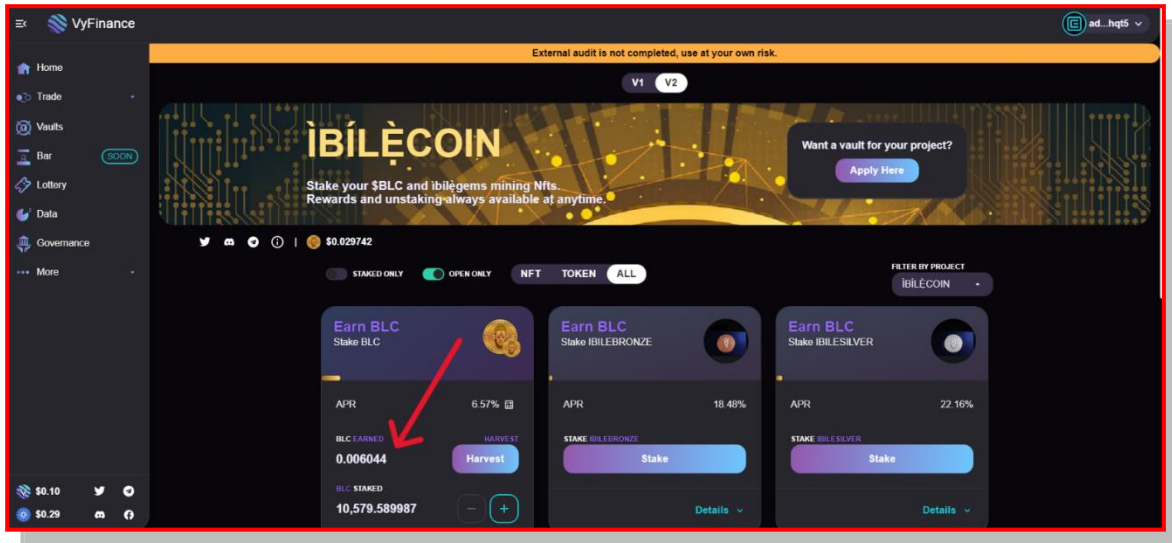 VyFinance
ad...hqt5
External audit is not completed, use at your own risk.
Home
Trade
Vaults
Bar SOON
Lottery
Data
Governance
More
$0.10
$0.29
V1 V2
ÌBÍLẸ̀COIN
Stake your $BLC and ìbílẹ̀gems mining Nfts.
Rewards and unstaking always available at anytime.
Want a vault for your project?
Apply Here
$0.029742
STAKED ONLY OPEN ONLY NFT TOKEN ALL
FILTER BY PROJECT
ÌBÍLẸ̀COIN
Earn BLC
Stake BLC
APR 6.57%
BLC EARNED HARVEST
0.006044 Harvest
BLC STAKED
10,579.589987 − +
Earn BLC
Stake IBILEBRONZE
APR 18.48%
STAKE IBILEBRONZE
Stake
Details
Earn BLC
Stake IBILESILVER
APR 22.16%
STAKE IBILESILVER
Stake
Details